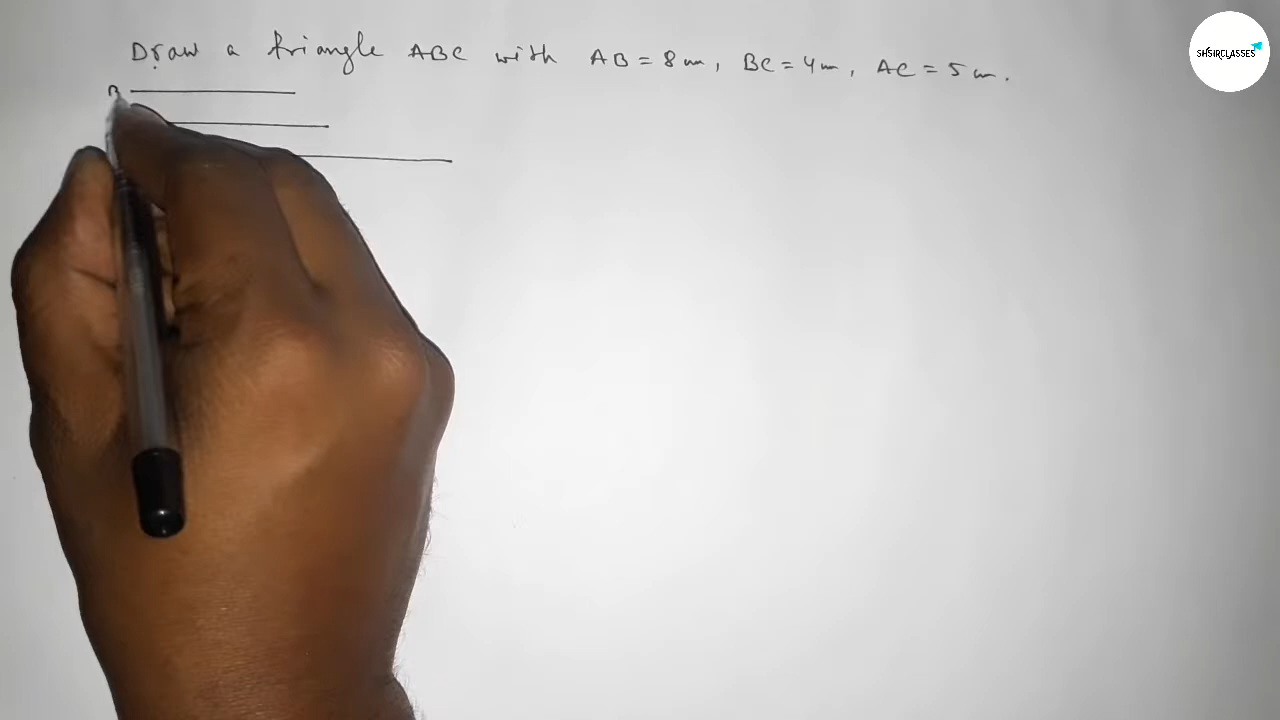 Draw a triangle ABC with AB = 8 cm, BC = 4 cm, AC = 5 cm.
B
SHSIRCLASSES